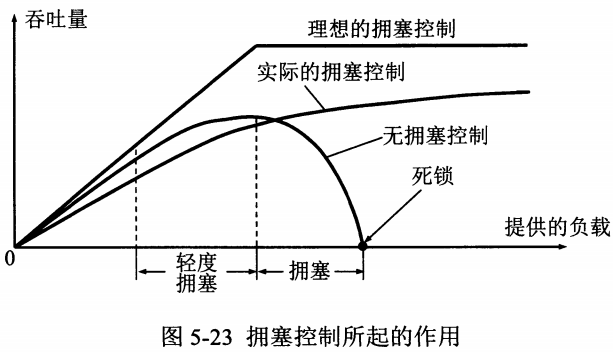 吞吐量
理想的拥塞控制
实际的拥塞控制
无拥塞控制
死锁
提供的负载
0
轻度
拥塞
拥塞
图 5-23 拥塞控制所起的作用